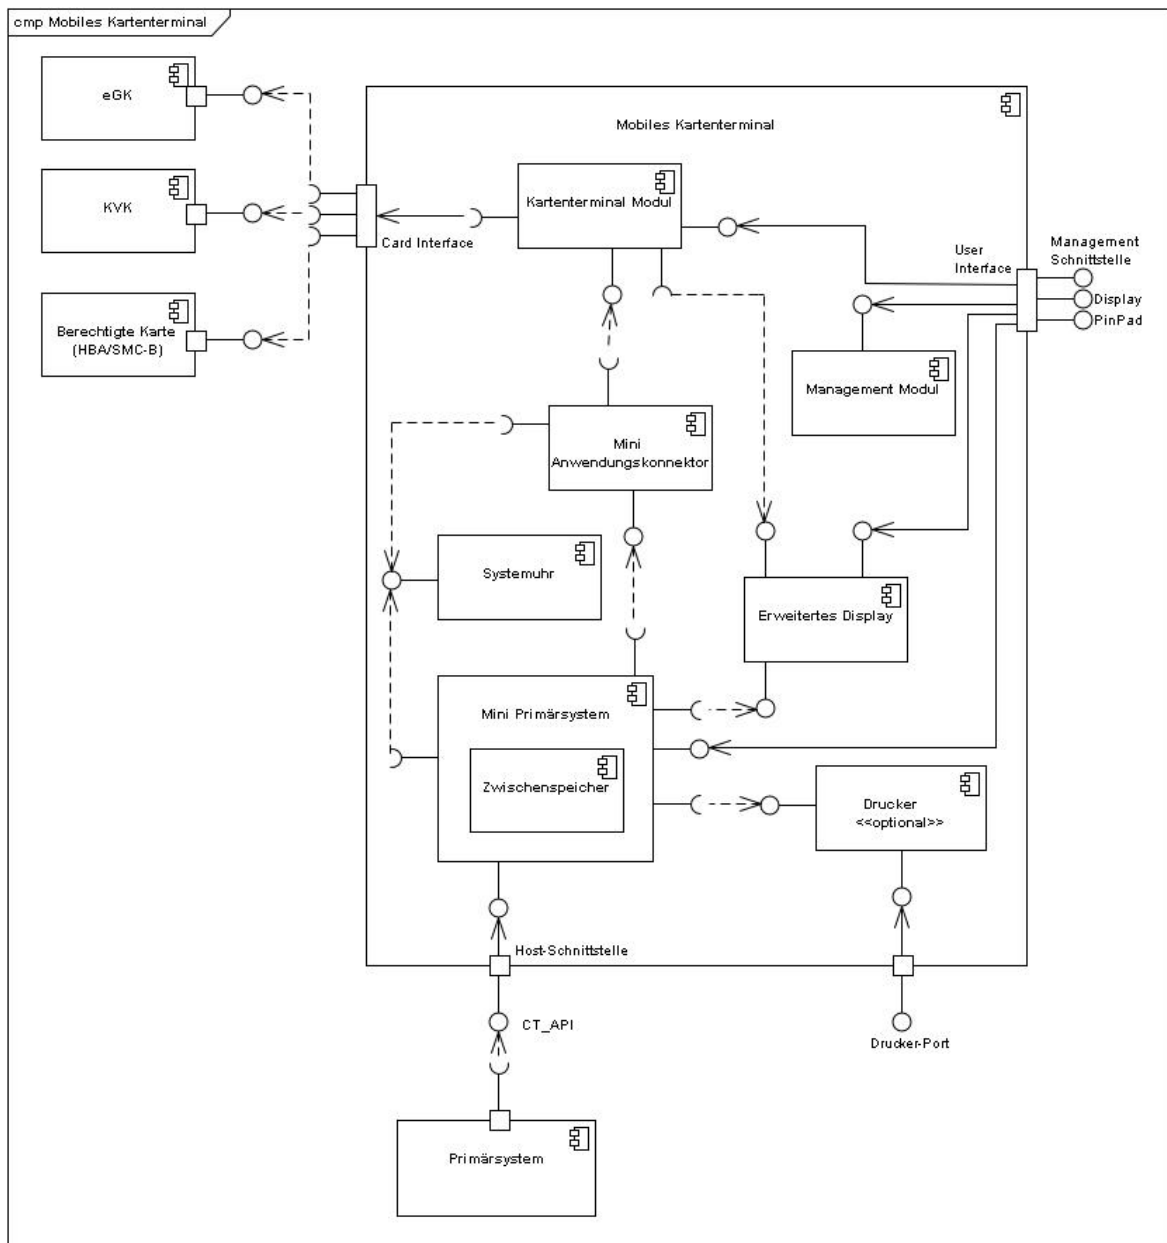 cmp Mobiles Kartenterminal
eGK
Mobiles Kartenterminal
KVK
Kartenterminal Modul
Card Interface
User
Interface
Management
Schnittstelle
Display
PinPad
Berechtigte Karte
(HBA/SMC-B)
Management Modul
Mini
Anwendungskonnektor
Systemuhr
Erweitertes Display
Mini Primärsystem
Zwischenspeicher
Drucker
<<optional>>
Host-Schnittstelle
CT_API
Drucker-Port
Primärsystem